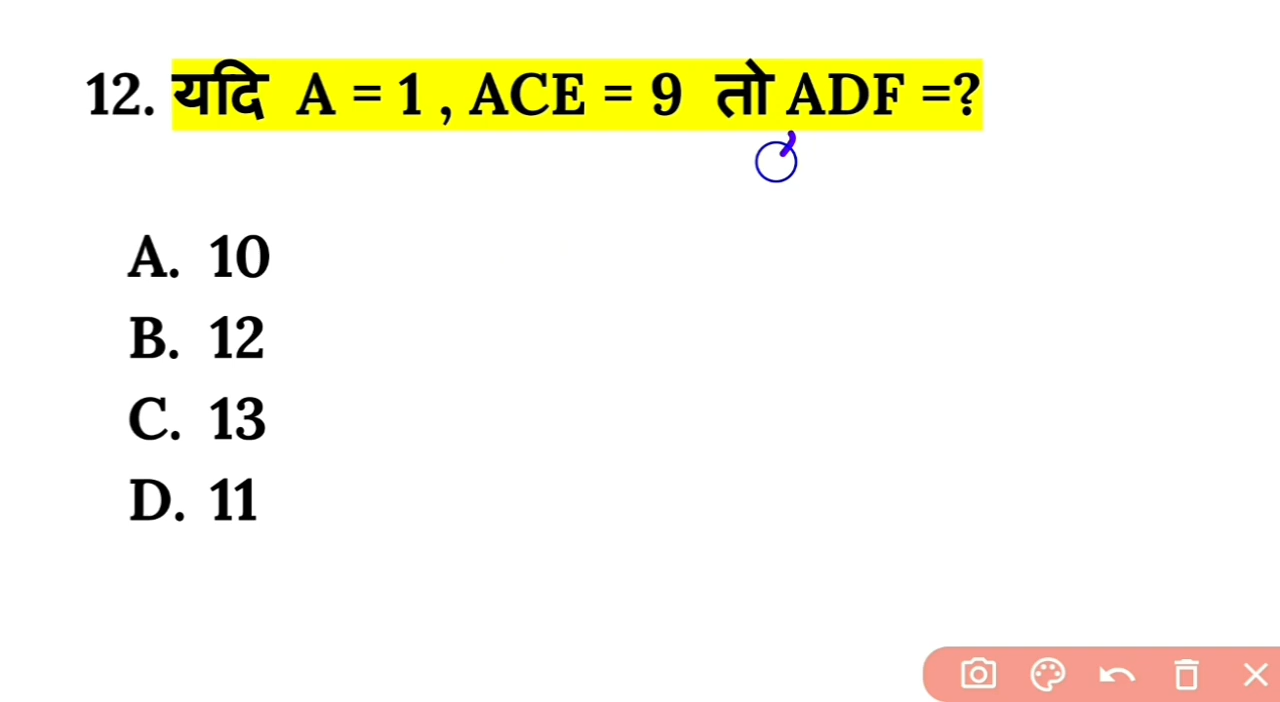 12. यदि A = 1 , ACE = 9 तो ADF =?
A. 10
B. 12
C. 13
D. 11